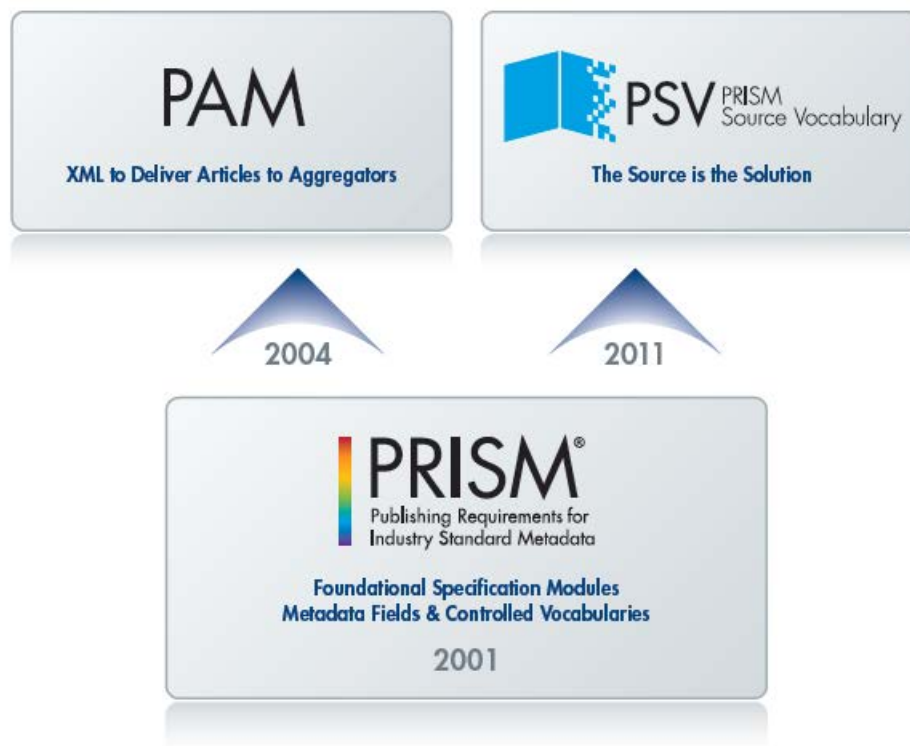 PAM
XML to Deliver Articles to Aggregators
PSV PRISM
Source Vocabulary
The Source is the Solution
2004
2011
PRISM®
Publishing Requirements for
Industry Standard Metadata
Foundational Specification Modules
Metadata Fields & Controlled Vocabularies
2001